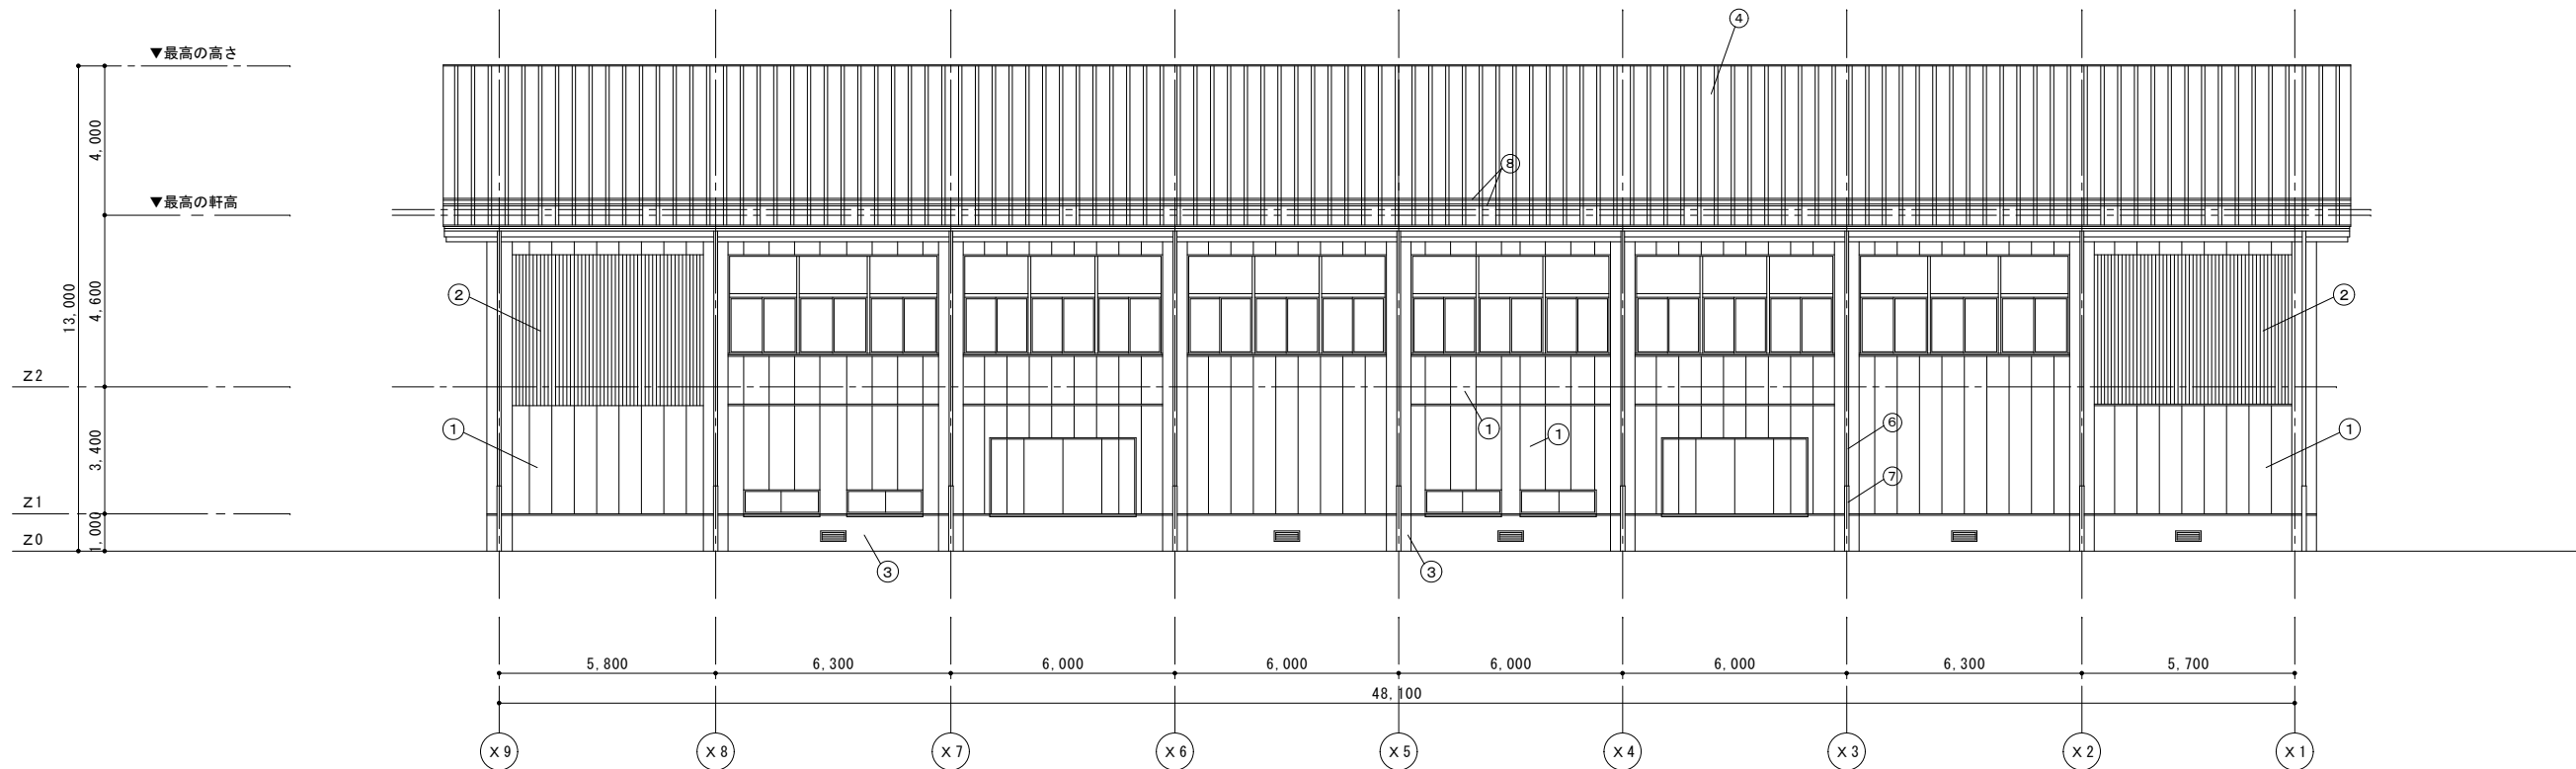 ④
▼最高の高さ
4,000
⑧
▼最高の軒高
13,000
4,600
②
②
Z2
①
①
①
①
⑥
3,400
⑦
Z1
1,000
Z0
③
③
5,800
6,300
6,000
6,000
6,000
6,000
6,300
5,700
48,100
X9
X8
X7
X6
X5
X4
X3
X2
X1